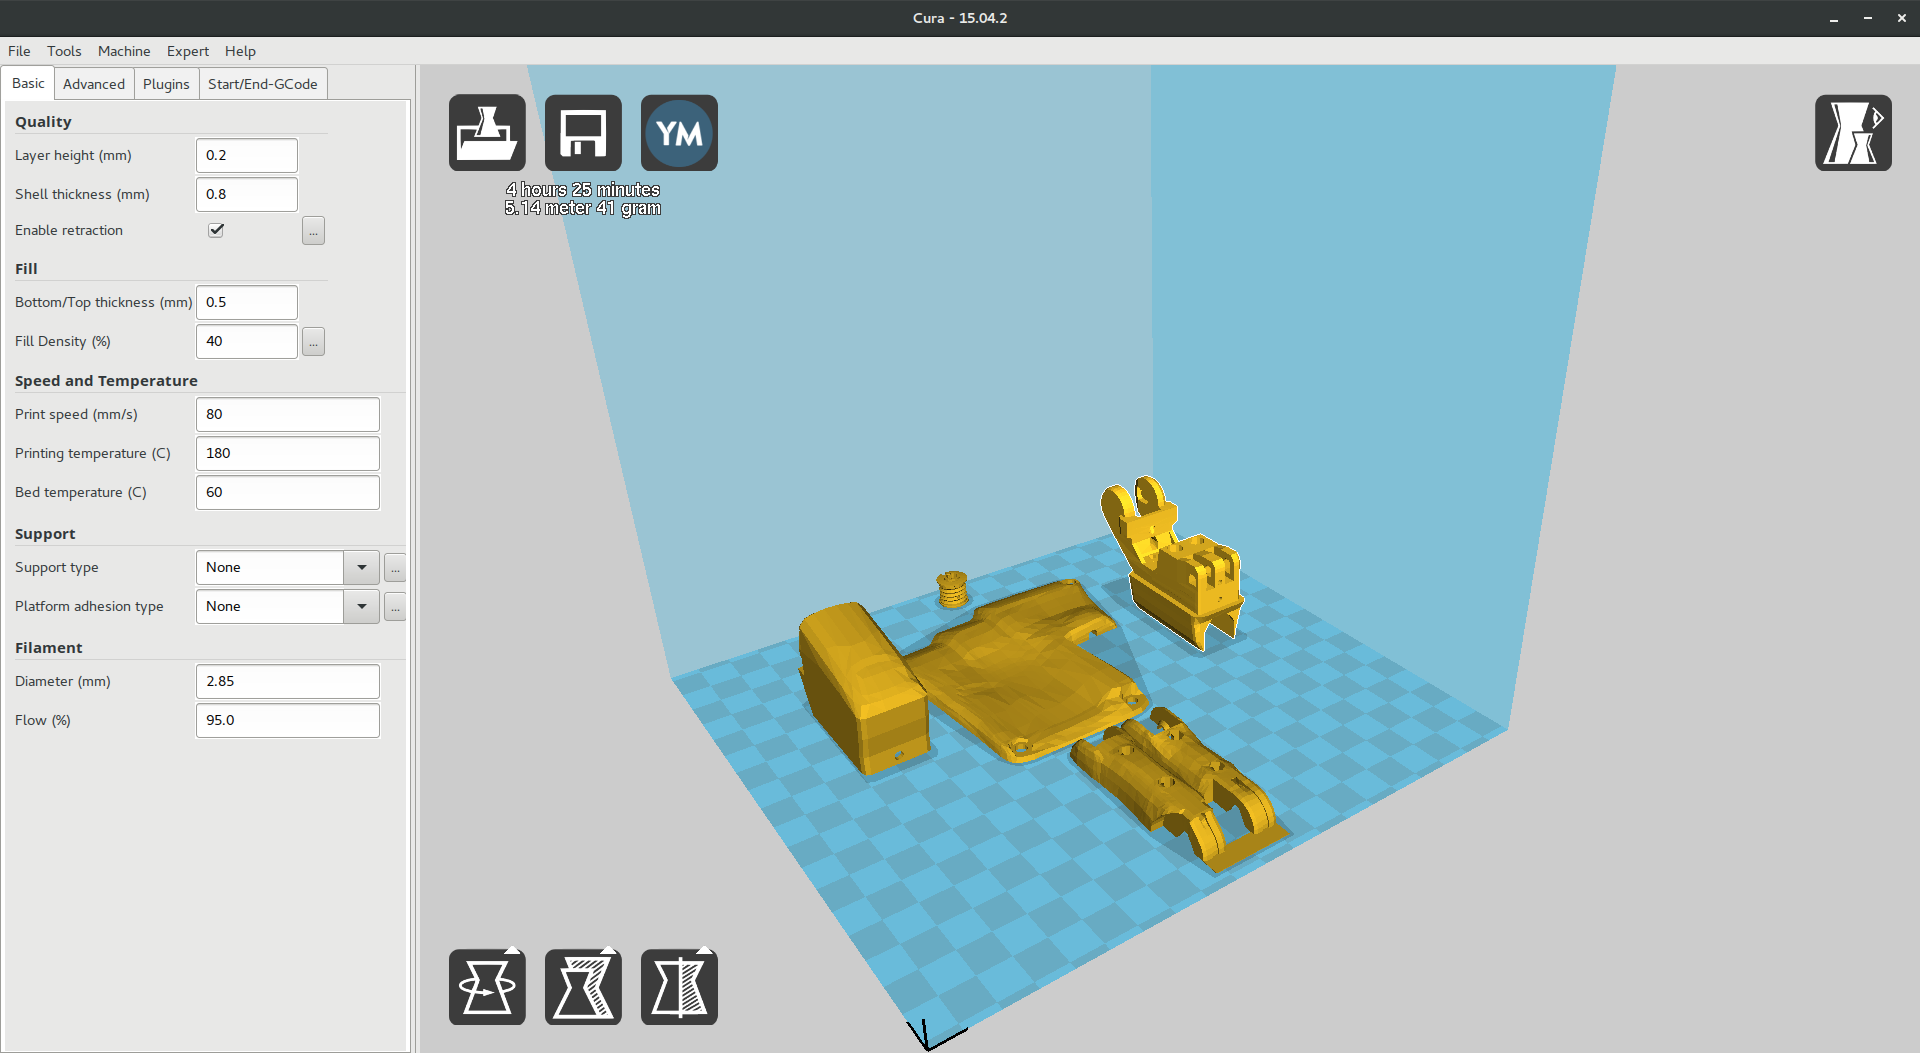 Cura - 15.04.2
File Tools Machine Expert Help
Basic Advanced Plugins Start/End-GCode
Quality
Layer height (mm) 0.2
Shell thickness (mm) 0.8
Enable retraction ...
Fill
Bottom/Top thickness (mm) 0.5
Fill Density (%) 40 ...
Speed and Temperature
Print speed (mm/s) 80
Printing temperature (C) 180
Bed temperature (C) 60
Support
Support type None ...
Platform adhesion type None ...
Filament
Diameter (mm) 2.85
Flow (%) 95.0
YM
4 hours 25 minutes
5.14 meter 41 gram